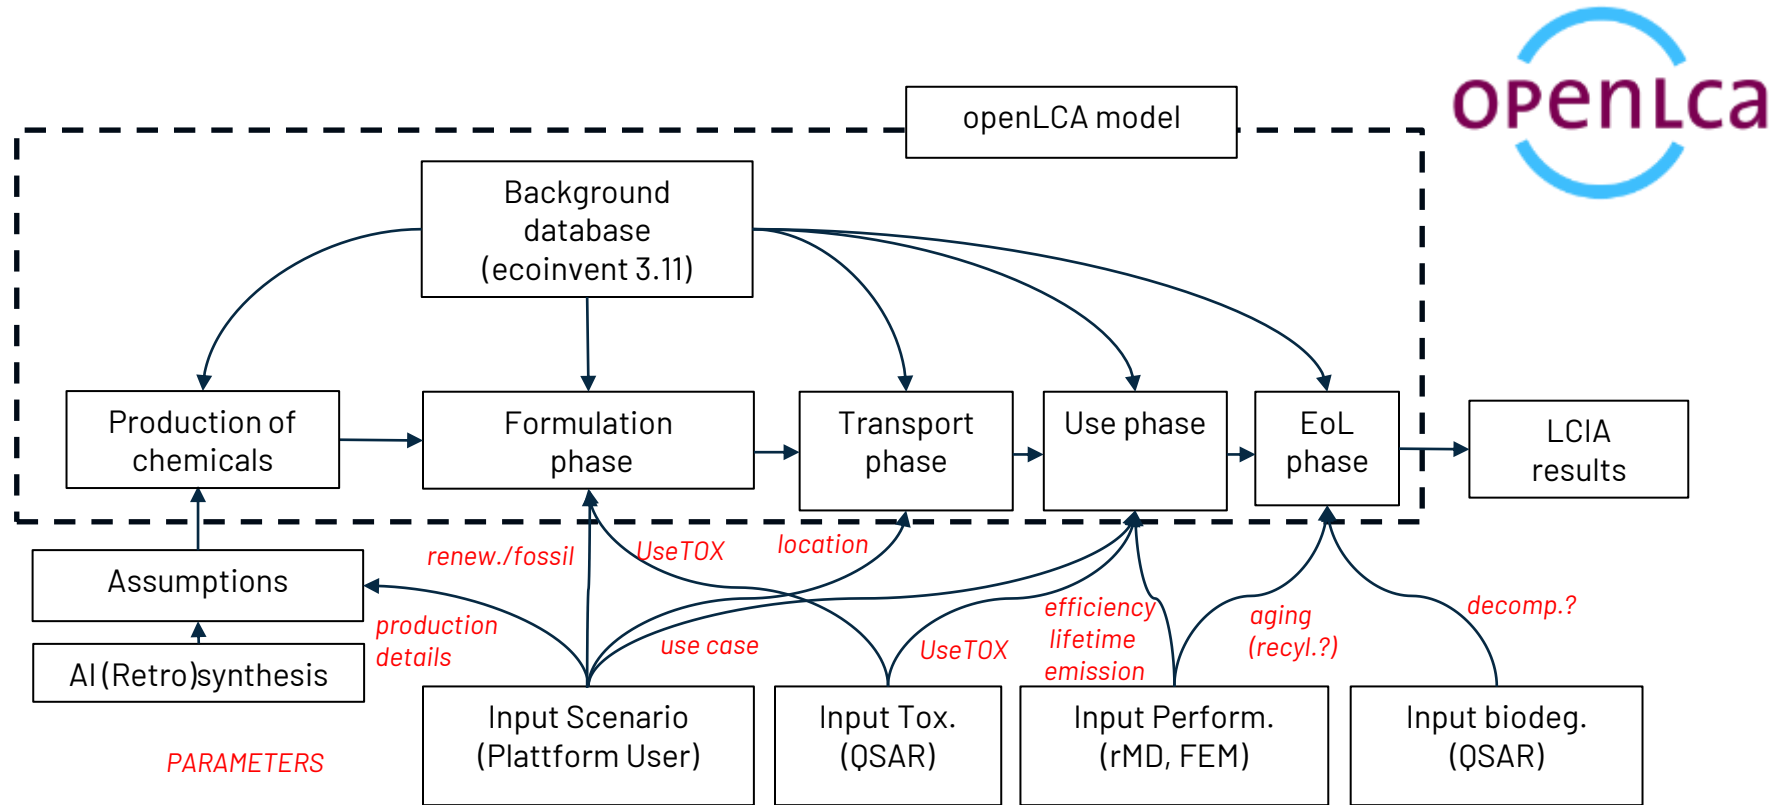 openLCA
openLCA model
Background
database
(ecoinvent 3.11)
Production of
chemicals
Formulation
phase
Transport
phase
Use phase
EoL
phase
LCIA
results
renew./fossil
UseTOX
location
Assumptions
production
details
use case
UseTOX
efficiency
lifetime
emission
aging
(recyl.?)
decomp.?
AI (Retro)synthesis
Input Scenario
(Plattform User)
Input Tox.
(QSAR)
Input Perform.
(rMD, FEM)
Input biodeg.
(QSAR)
PARAMETERS